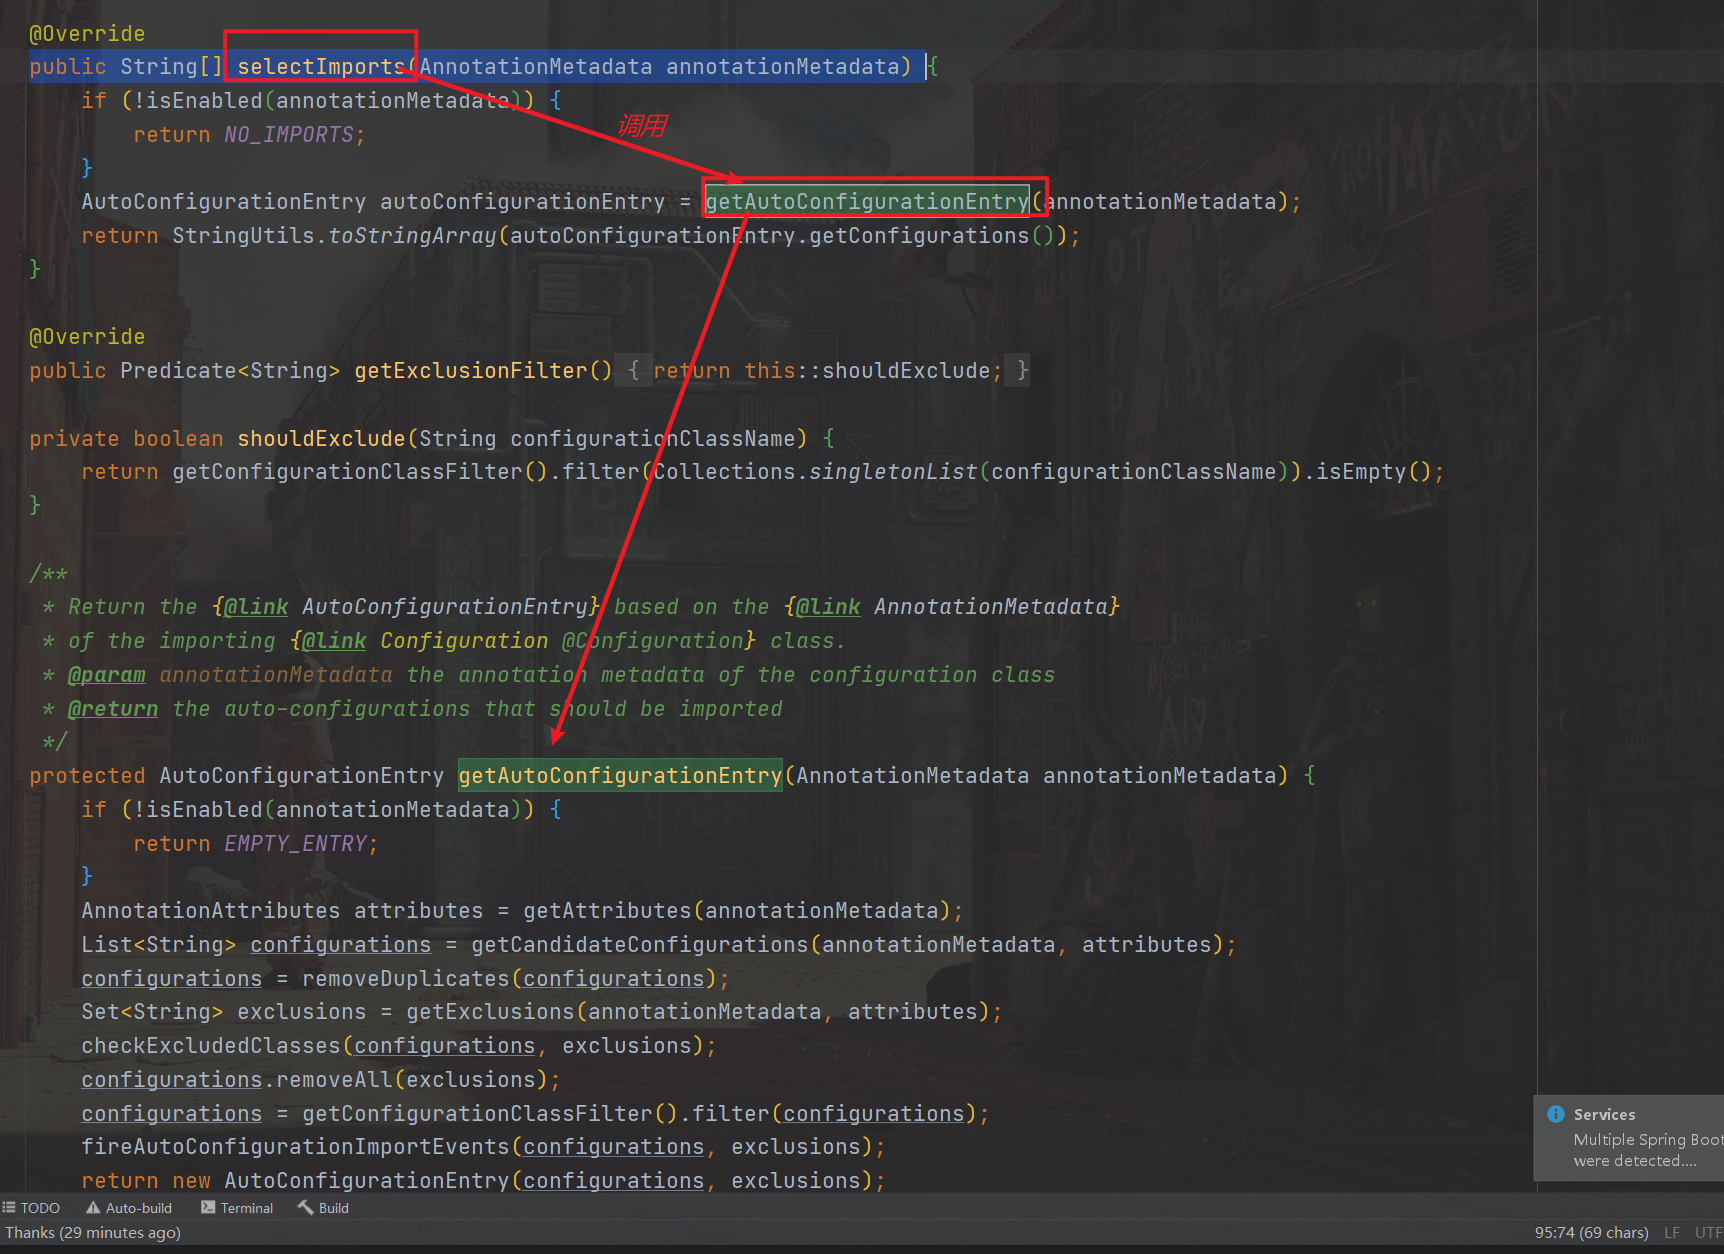 @Override
public String[] selectImports(AnnotationMetadata annotationMetadata) {
if (!isEnabled(annotationMetadata)) {
调用
return NO_IMPORTS;
}
AutoConfigurationEntry autoConfigurationEntry = getAutoConfigurationEntry(annotationMetadata);
return StringUtils.toStringArray(autoConfigurationEntry.getConfigurations());
}
@Override
public Predicate<String> getExclusionFilter() { return this::shouldExclude; }
private boolean shouldExclude(String configurationClassName) {
return getConfigurationClassFilter().filter(Collections.singletonList(configurationClassName)).isEmpty();
}
/**
* Return the {@link AutoConfigurationEntry} based on the {@link AnnotationMetadata}
* of the importing {@link Configuration @Configuration} class.
* @param annotationMetadata the annotation metadata of the configuration class
* @return the auto-configurations that should be imported
*/
protected AutoConfigurationEntry getAutoConfigurationEntry(AnnotationMetadata annotationMetadata) {
if (!isEnabled(annotationMetadata)) {
return EMPTY_ENTRY;
}
AnnotationAttributes attributes = getAttributes(annotationMetadata);
List<String> configurations = getCandidateConfigurations(annotationMetadata, attributes);
configurations = removeDuplicates(configurations);
Set<String> exclusions = getExclusions(annotationMetadata, attributes);
checkExcludedClasses(configurations, exclusions);
configurations.removeAll(exclusions);
configurations = getConfigurationClassFilter().filter(configurations);
fireAutoConfigurationImportEvents(configurations, exclusions);
return new AutoConfigurationEntry(configurations, exclusions);
Services
Multiple Spring Boot
were detected....
TODO Auto-build Terminal Build
Thanks (29 minutes ago) 95:74 (69 chars) LF UTF